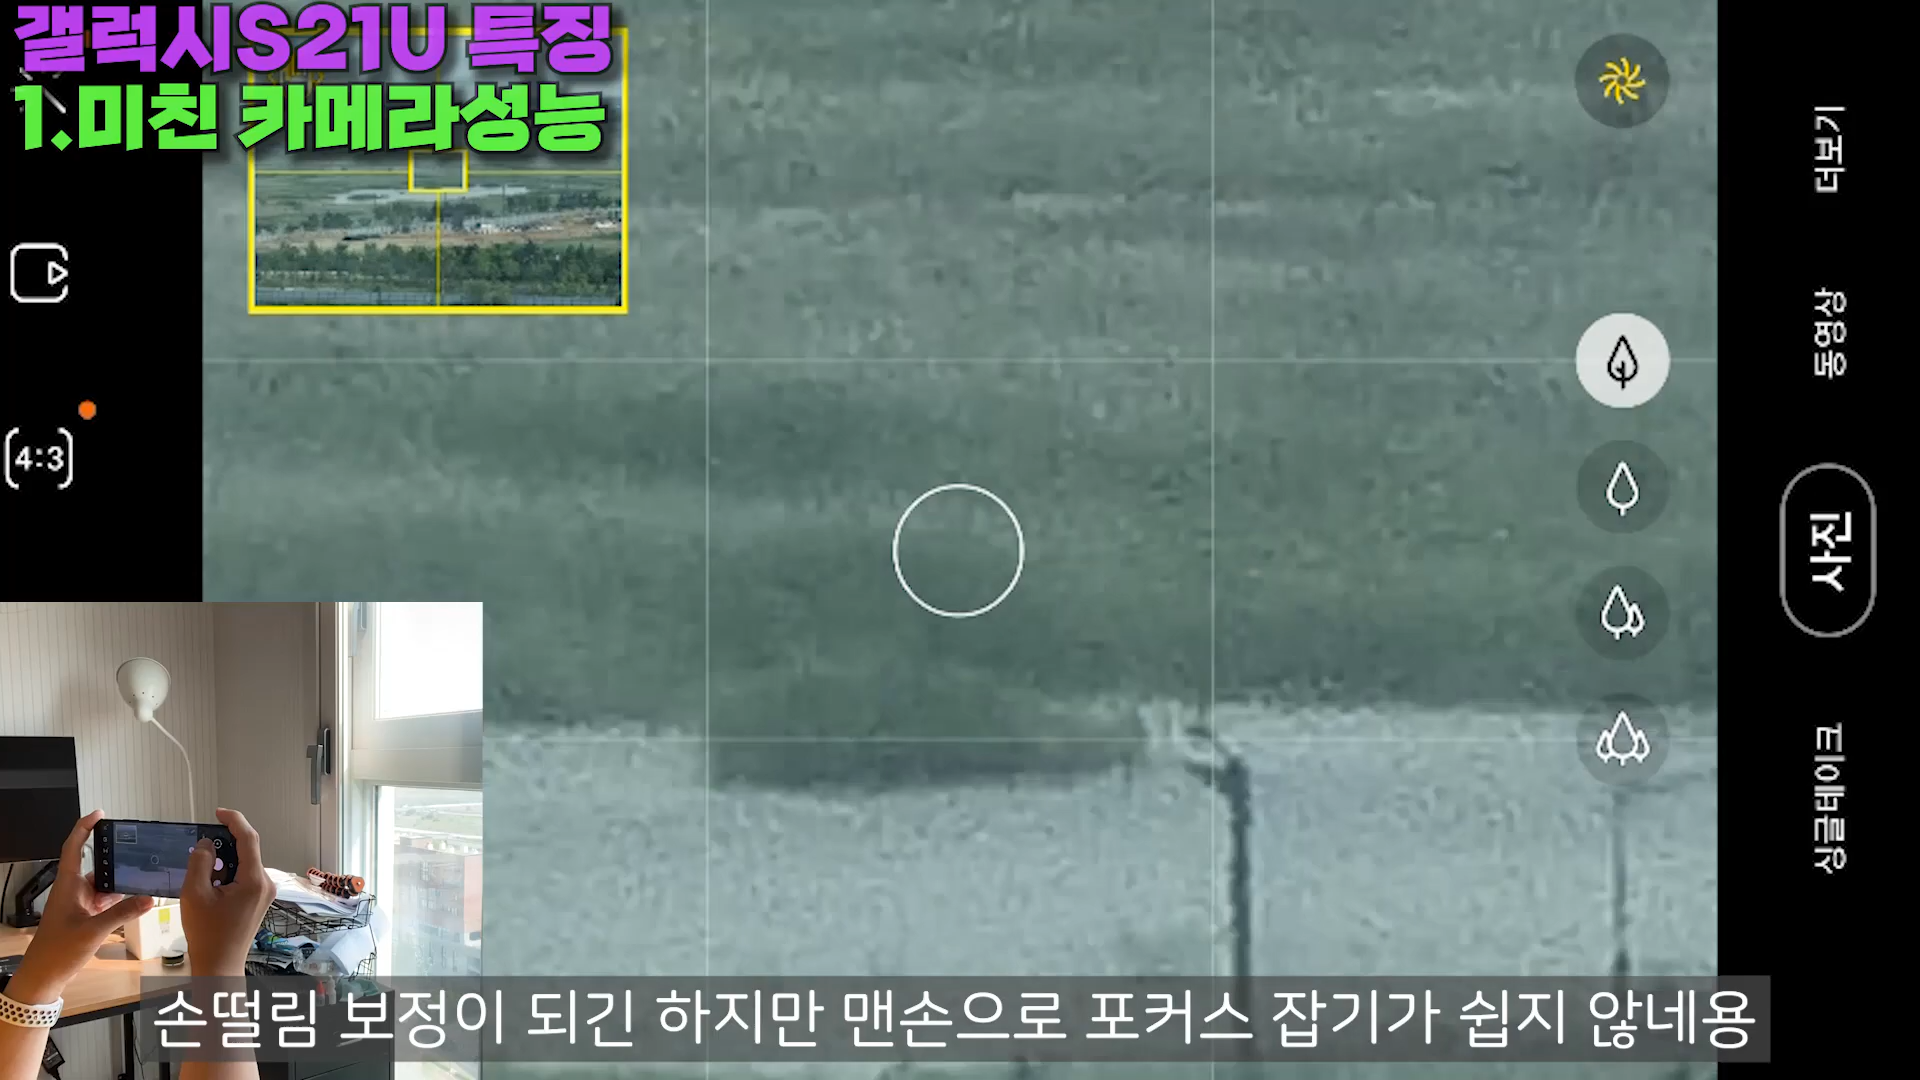 갤럭시S21U 특징
1.미친 카메라성능
4:3
더보기
동영상
사진
싱글테이크
손떨림 보정이 되긴 하지만 맨손으로 포커스 잡기가 쉽지 않네용